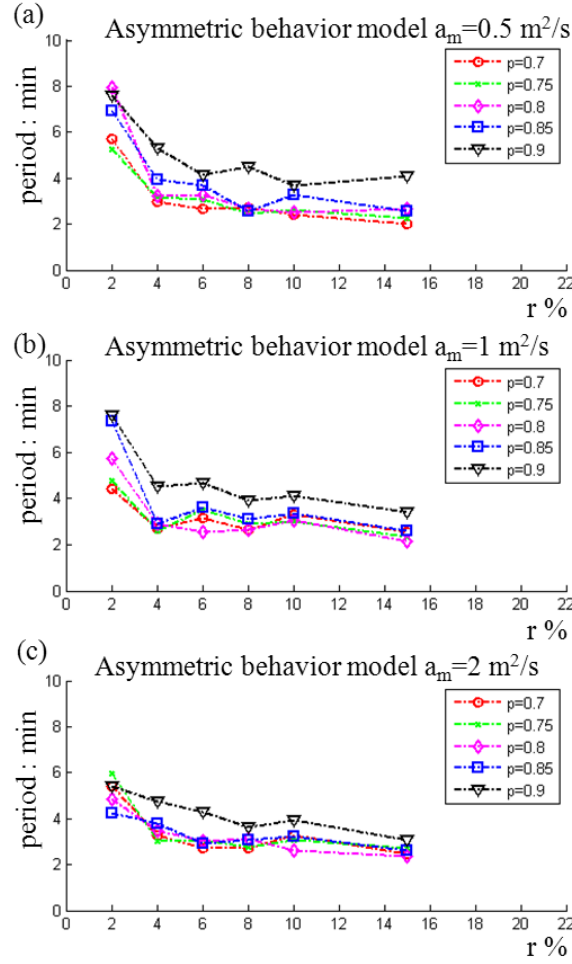 (a)
Asymmetric behavior model a_m=0.5 m²/s
10
8
6
4
2
0
period : min
p=0.7
p=0.75
p=0.8
p=0.85
p=0.9
0 2 4 6 8 10 12 14 16 18 20 22
r %
(b)
Asymmetric behavior model a_m=1 m²/s
10
8
6
4
2
0
period : min
p=0.7
p=0.75
p=0.8
p=0.85
p=0.9
0 2 4 6 8 10 12 14 16 18 20 22
r %
(c)
Asymmetric behavior model a_m=2 m²/s
10
8
6
4
2
0
period : min
p=0.7
p=0.75
p=0.8
p=0.85
p=0.9
0 2 4 6 8 10 12 14 16 18 20 22
r %